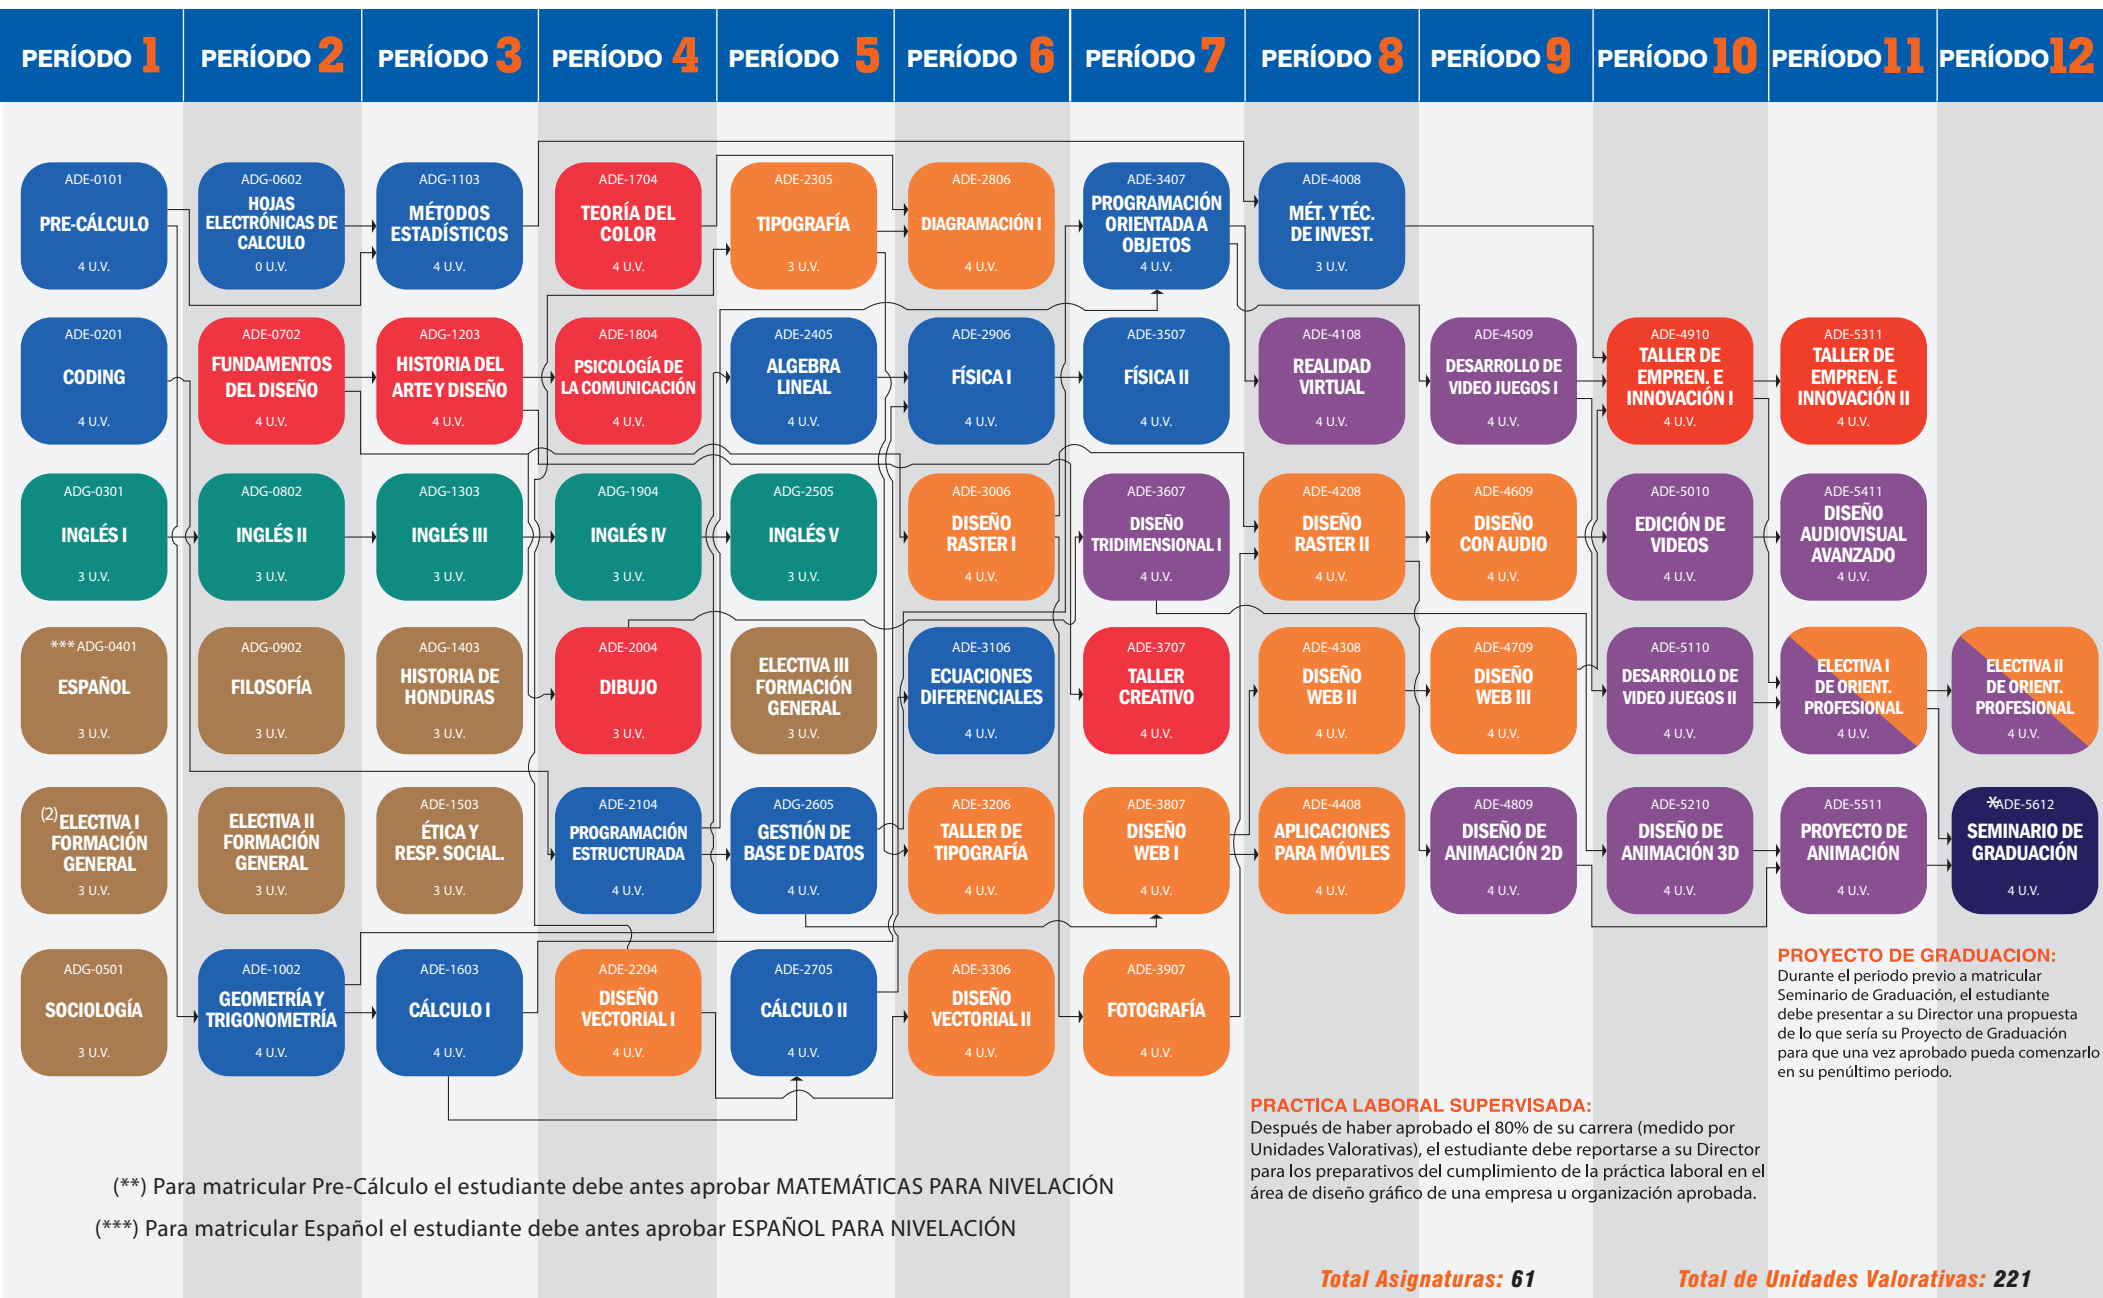 PERÍODO 1
PERÍODO 2
PERÍODO 3
PERÍODO 4
PERÍODO 5
PERÍODO 6
PERÍODO 7
PERÍODO 8
PERÍODO 9
PERÍODO 10
PERÍODO 11
PERÍODO 12
ADE-0101
PRE-CÁLCULO
4 U.V.
ADG-0602
HOJAS
ELECTRÓNICAS DE
CALCULO
0 U.V.
ADG-1103
MÉTODOS
ESTADÍSTICOS
4 U.V.
ADE-1704
TEORÍA DEL
COLOR
4 U.V.
ADE-2305
TIPOGRAFÍA
3 U.V.
ADE-2806
DIAGRAMACIÓN I
4 U.V.
ADE-3407
PROGRAMACIÓN
ORIENTADA A
OBJETOS
4 U.V.
ADE-4008
MÉT. Y TÉC.
DE INVEST.
3 U.V.
ADE-0201
CODING
4 U.V.
ADE-0702
FUNDAMENTOS
DEL DISEÑO
4 U.V.
ADG-1203
HISTORIA DEL
ARTE Y DISEÑO
4 U.V.
ADE-1804
PSICOLOGÍA DE
LA COMUNICACIÓN
4 U.V.
ADE-2405
ALGEBRA
LINEAL
4 U.V.
ADE-2906
FÍSICA I
4 U.V.
ADE-3507
FÍSICA II
4 U.V.
ADE-4108
REALIDAD
VIRTUAL
4 U.V.
ADE-4509
DESARROLLO DE
VIDEO JUEGOS I
4 U.V.
ADE-4910
TALLER DE
EMPREN. E
INNOVACIÓN I
4 U.V.
ADE-5311
TALLER DE
EMPREN. E
INNOVACIÓN II
4 U.V.
ADG-0301
INGLÉS I
3 U.V.
ADG-0802
INGLÉS II
3 U.V.
ADG-1303
INGLÉS III
3 U.V.
ADG-1904
INGLÉS IV
3 U.V.
ADG-2505
INGLÉS V
3 U.V.
ADE-3006
DISEÑO
RASTER I
4 U.V.
ADE-3607
DISEÑO
TRIDIMENSIONAL I
4 U.V.
ADE-4208
DISEÑO
RASTER II
4 U.V.
ADE-4609
DISEÑO
CON AUDIO
4 U.V.
ADE-5010
EDICIÓN DE
VIDEOS
4 U.V.
ADE-5411
DISEÑO
AUDIOVISUAL
AVANZADO
4 U.V.
***ADG-0401
ESPAÑOL
3 U.V.
ADG-0902
FILOSOFÍA
3 U.V.
ADG-1403
HISTORIA DE
HONDURAS
3 U.V.
ADE-2004
DIBUJO
3 U.V.
ELECTIVA III
FORMACIÓN
GENERAL
3 U.V.
ADE-3106
ECUACIONES
DIFERENCIALES
4 U.V.
ADE-3707
TALLER
CREATIVO
4 U.V.
ADE-4308
DISEÑO
WEB II
4 U.V.
ADE-4709
DISEÑO
WEB III
4 U.V.
ADE-5110
DESARROLLO DE
VIDEO JUEGOS II
4 U.V.
ELECTIVA I
DE ORIENT.
PROFESIONAL
4 U.V.
ELECTIVA II
DE ORIENT.
PROFESIONAL
4 U.V.
(2) ELECTIVA I
FORMACIÓN
GENERAL
3 U.V.
ELECTIVA II
FORMACIÓN
GENERAL
3 U.V.
ADE-1503
ÉTICA Y
RESP. SOCIAL.
3 U.V.
ADE-2104
PROGRAMACIÓN
ESTRUCTURADA
4 U.V.
ADG-2605
GESTIÓN DE
BASE DE DATOS
4 U.V.
ADE-3206
TALLER DE
TIPOGRAFÍA
4 U.V.
ADE-3807
DISEÑO
WEB I
4 U.V.
ADE-4408
APLICACIONES
PARA MÓVILES
4 U.V.
ADE-4809
DISEÑO DE
ANIMACIÓN 2D
4 U.V.
ADE-5210
DISEÑO DE
ANIMACIÓN 3D
4 U.V.
ADE-5511
PROYECTO DE
ANIMACIÓN
4 U.V.
*ADE-5612
SEMINARIO DE
GRADUACIÓN
4 U.V.
ADG-0501
SOCIOLOGÍA
3 U.V.
ADE-1002
GEOMETRÍA Y
TRIGONOMETRÍA
4 U.V.
ADE-1603
CÁLCULO I
4 U.V.
ADE-2204
DISEÑO
VECTORIAL I
4 U.V.
ADE-2705
CÁLCULO II
4 U.V.
ADE-3306
DISEÑO
VECTORIAL II
4 U.V.
ADE-3907
FOTOGRAFÍA
4 U.V.
PROYECTO DE GRADUACION:
Durante el periodo previo a matricular
Seminario de Graduación, el estudiante
debe presentar a su Director una propuesta
de lo que sería su Proyecto de Graduación
para que una vez aprobado pueda comenzarlo
en su penúltimo periodo.
PRACTICA LABORAL SUPERVISADA:
Después de haber aprobado el 80% de su carrera (medido por
Unidades Valorativas), el estudiante debe reportarse a su Director
para los preparativos del cumplimiento de la práctica laboral en el
área de diseño gráfico de una empresa u organización aprobada.
(**) Para matricular Pre-Cálculo el estudiante debe antes aprobar MATEMÁTICAS PARA NIVELACIÓN
(***) Para matricular Español el estudiante debe antes aprobar ESPAÑOL PARA NIVELACIÓN
Total Asignaturas: 61
Total de Unidades Valorativas: 221